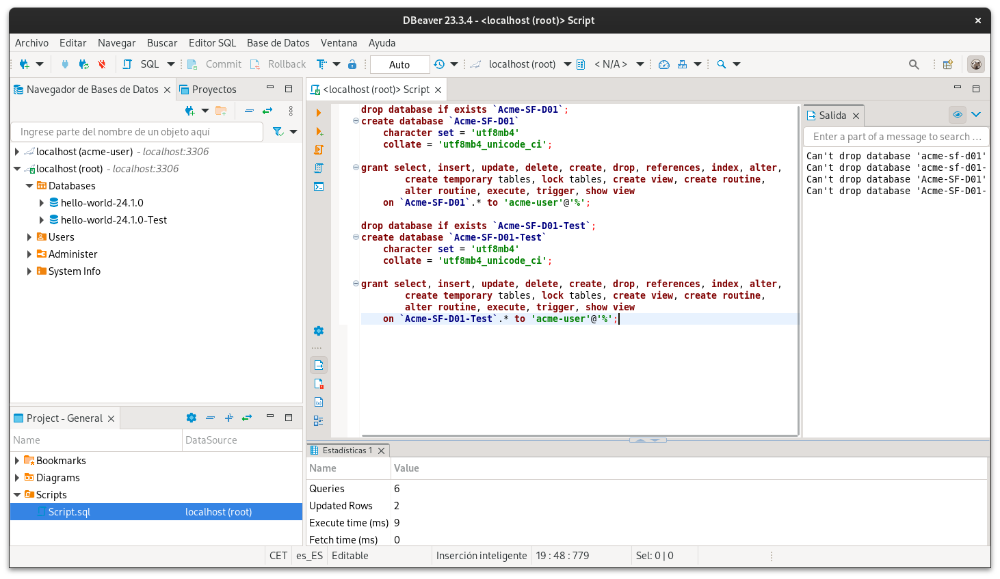 DBeaver 23.3.4 - <localhost (root)> Script
Archivo Editar Navegar Buscar Editor SQL Base de Datos Ventana Ayuda
SQL Commit Rollback Auto localhost (root) < N/A >
Navegador de Bases de Datos Proyectos
Ingrese parte del nombre de un objeto aquí
localhost (acme-user) - localhost:3306
localhost (root) - localhost:3306
Databases
hello-world-24.1.0
hello-world-24.1.0-Test
Users
Administer
System Info
Project - General
Name DataSource
Bookmarks
Diagrams
Scripts
Script.sql localhost (root)
<localhost (root)> Script
drop database if exists `Acme-SF-D01`;
create database `Acme-SF-D01`
character set = 'utf8mb4'
collate = 'utf8mb4_unicode_ci';
grant select, insert, update, delete, create, drop, references, index, alter,
create temporary tables, lock tables, create view, create routine,
alter routine, execute, trigger, show view
on `Acme-SF-D01`.* to 'acme-user'@'%';
drop database if exists `Acme-SF-D01-Test`;
create database `Acme-SF-D01-Test`
character set = 'utf8mb4'
collate = 'utf8mb4_unicode_ci';
grant select, insert, update, delete, create, drop, references, index, alter,
create temporary tables, lock tables, create view, create routine,
alter routine, execute, trigger, show view
on `Acme-SF-D01-Test`.* to 'acme-user'@'%';
Salida
Enter a part of a message to search ...
Can't drop database 'acme-sf-d01'
Can't drop database 'acme-sf-d01-
Can't drop database 'Acme-SF-D01'
Can't drop database 'Acme-SF-D01-
Estadísticas 1
Name Value
Queries 6
Updated Rows 2
Execute time (ms) 9
Fetch time (ms) 0
CET es_ES Editable Inserción inteligente 19 : 48 : 779 Sel: 0 | 0